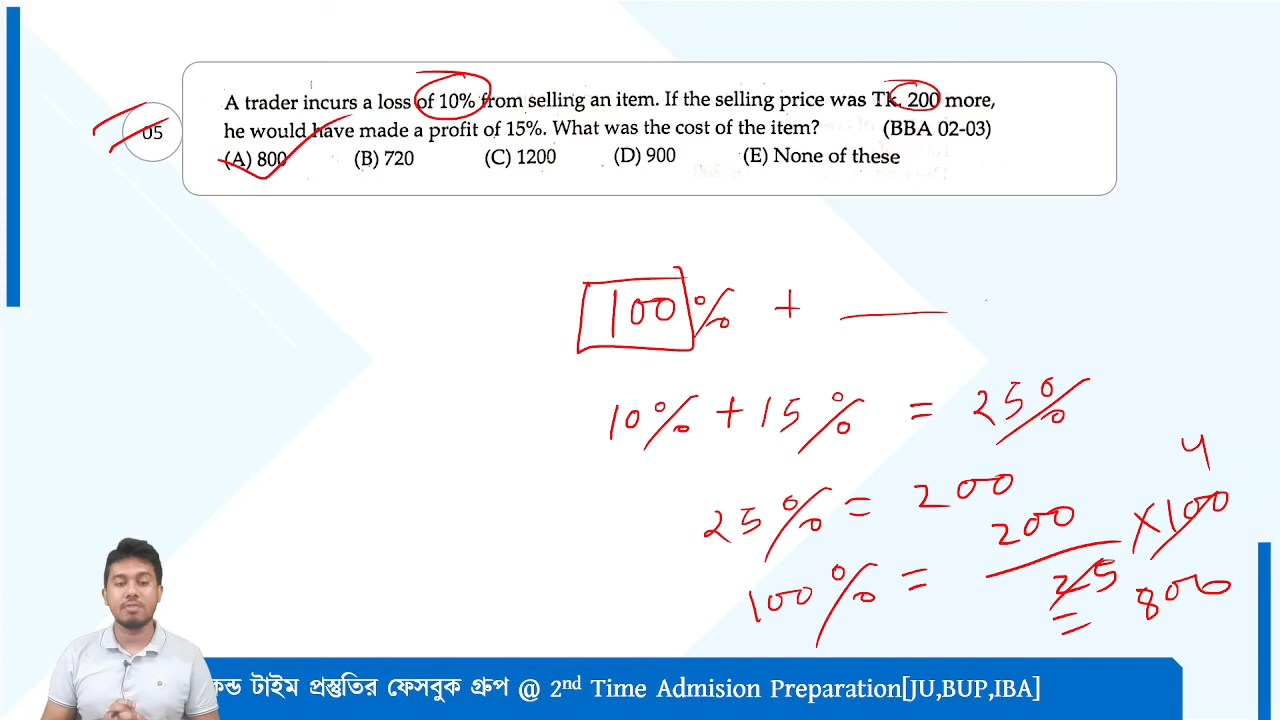 A trader incurs a loss of 10% from selling an item. If the selling price was Tk. 200 more,
05
he would have made a profit of 15%. What was the cost of the item? (BBA 02-03)
(A) 800 (B) 720 (C) 1200 (D) 900 (E) None of these
100% +
10% + 15% = 25%
25% = 200
4
100% = 200/25 × 100
800
কেন্ড টাইম প্রস্তুতির ফেসবুক গ্রুপ @ 2nd Time Admision Preparation[JU,BUP,IBA]